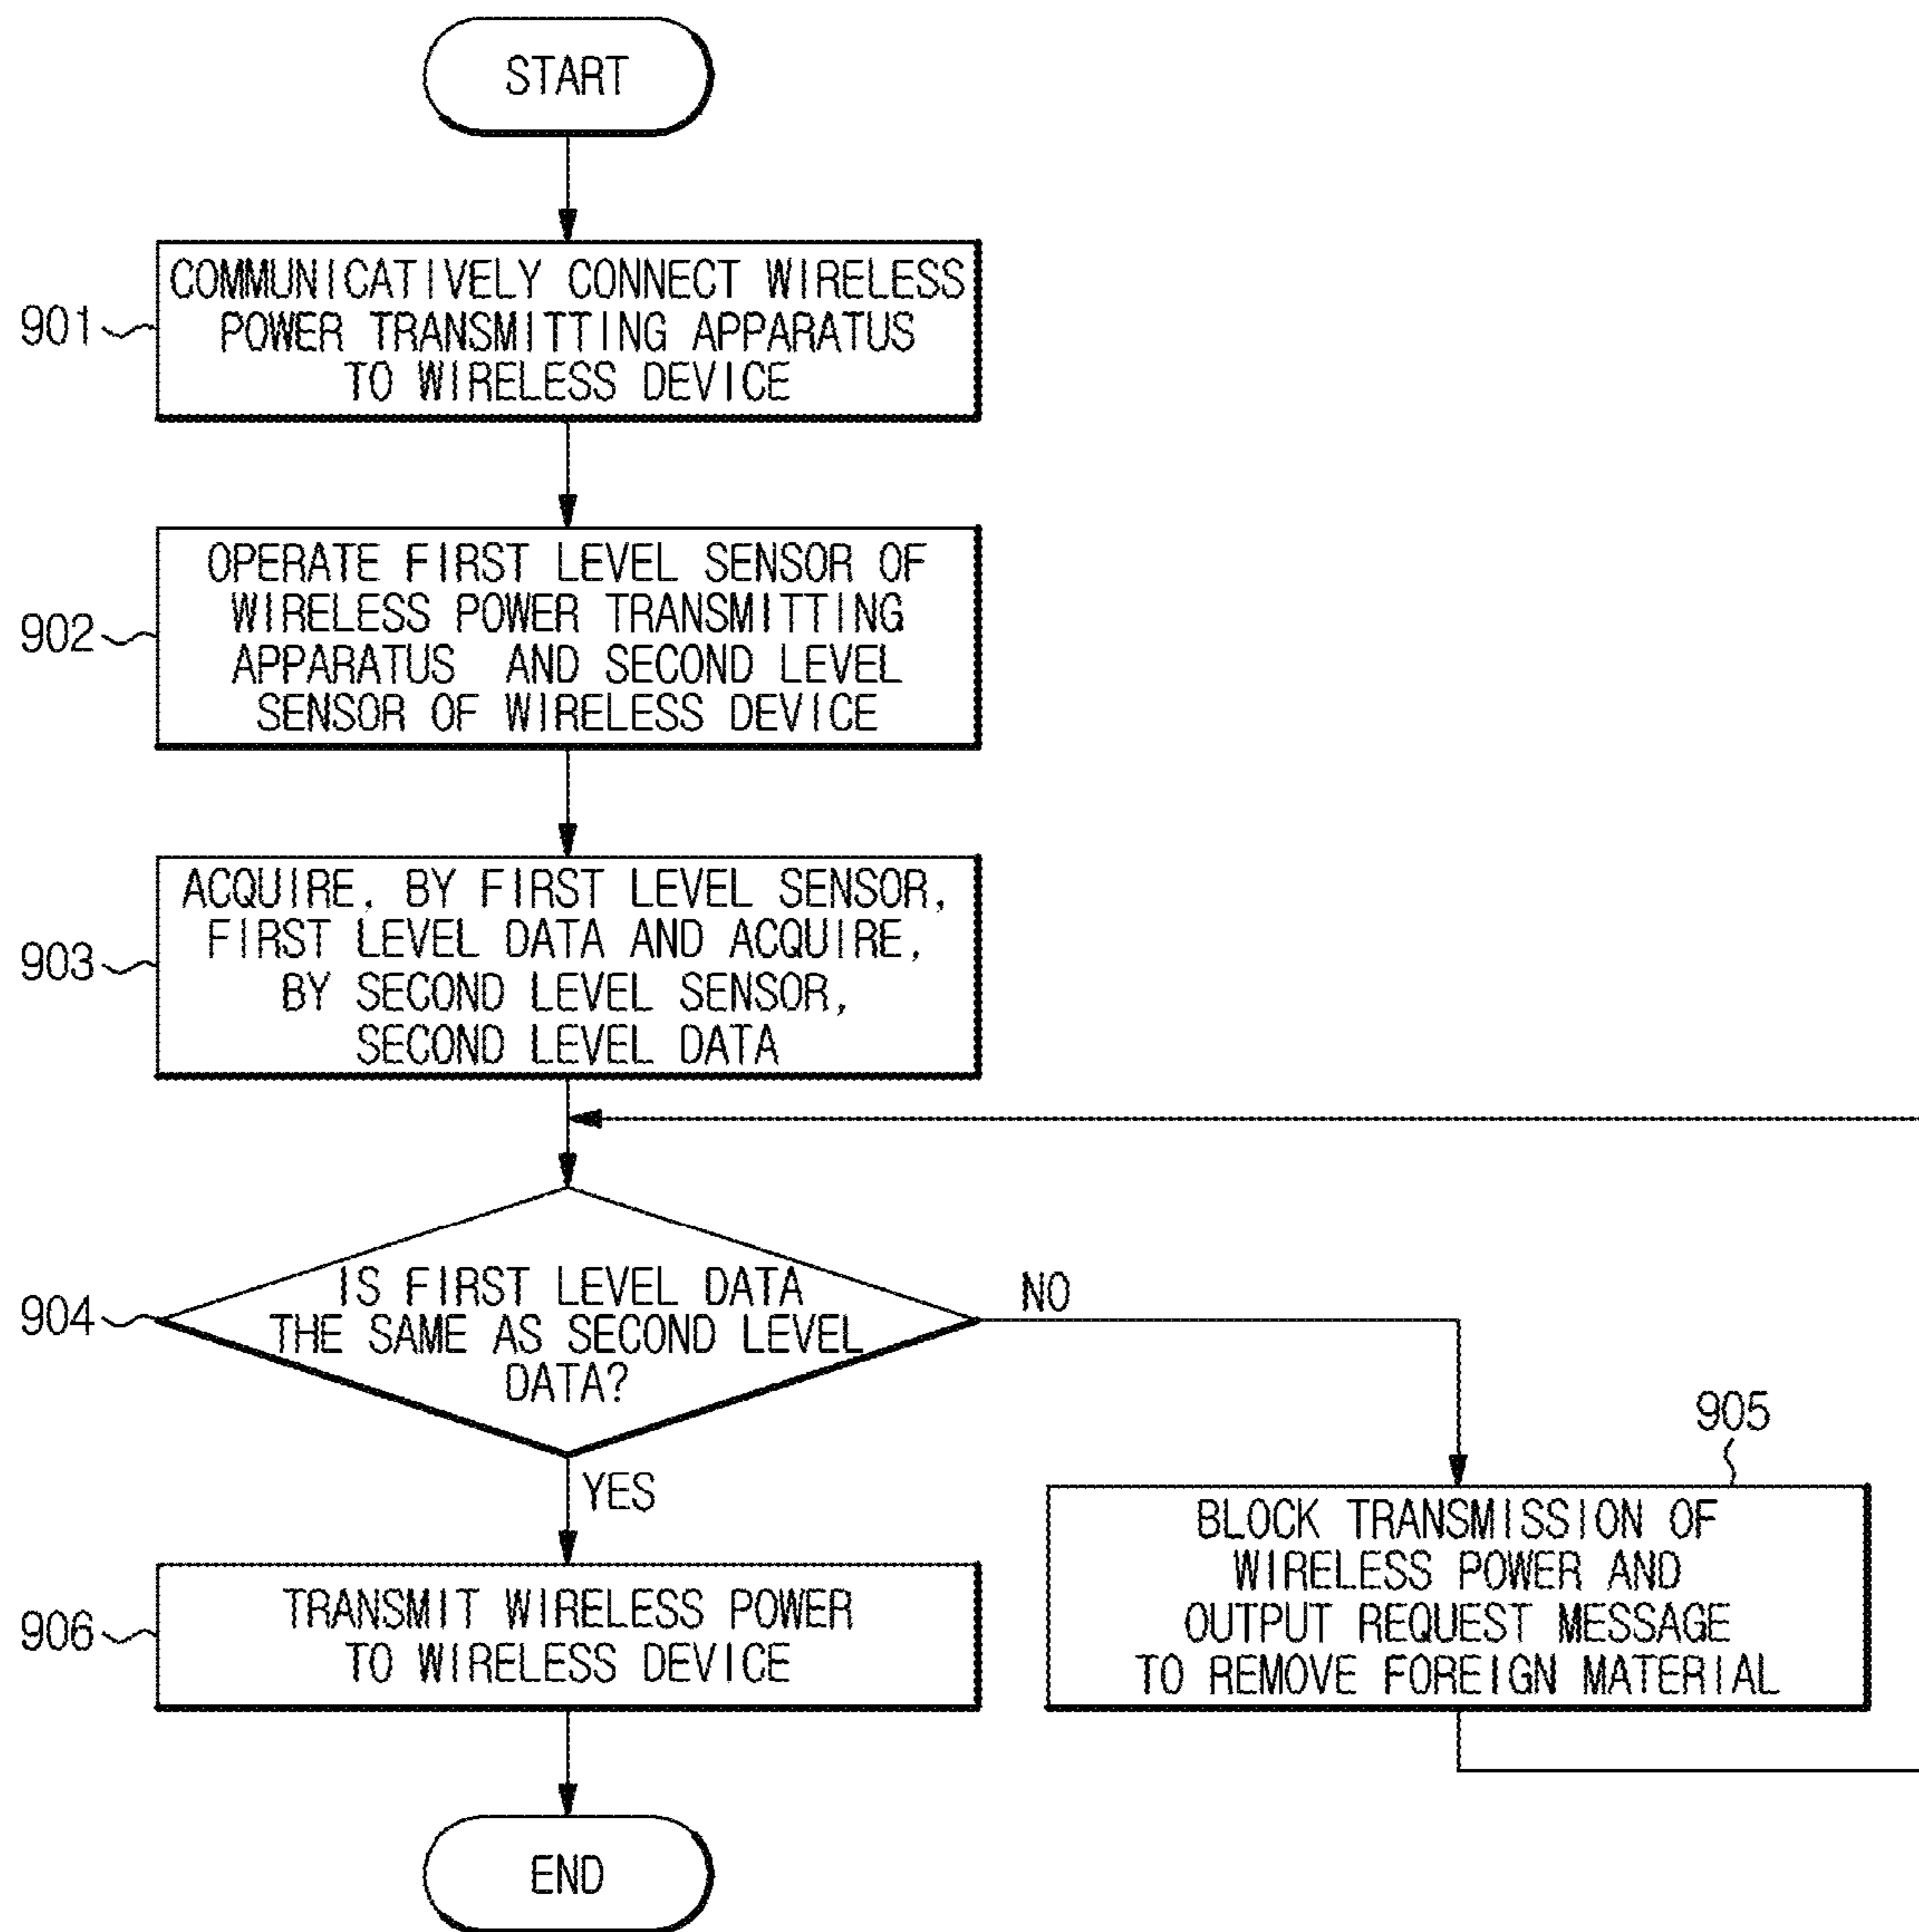 START
COMMUNICATIVELY CONNECT WIRELESS
POWER TRANSMITTING APPARATUS
TO WIRELESS DEVICE
901
OPERATE FIRST LEVEL SENSOR OF
WIRELESS POWER TRANSMITTING
APPARATUS AND SECOND LEVEL
SENSOR OF WIRELESS DEVICE
902
ACQUIRE, BY FIRST LEVEL SENSOR,
FIRST LEVEL DATA AND ACQUIRE,
BY SECOND LEVEL SENSOR,
SECOND LEVEL DATA
903
IS FIRST LEVEL DATA
THE SAME AS SECOND LEVEL
DATA?
904
NO
YES
905
BLOCK TRANSMISSION OF
WIRELESS POWER AND
OUTPUT REQUEST MESSAGE
TO REMOVE FOREIGN MATERIAL
TRANSMIT WIRELESS POWER
TO WIRELESS DEVICE
906
END